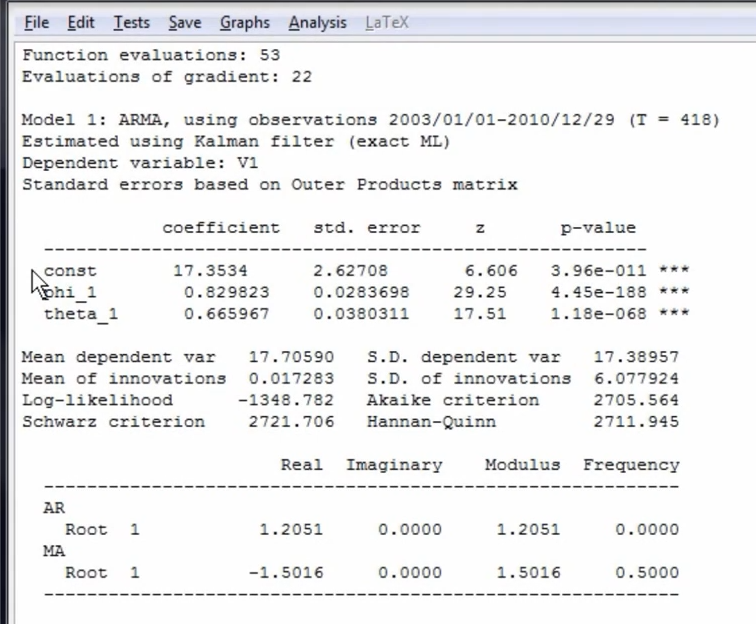 File Edit Tests Save Graphs Analysis LaTeX
Function evaluations: 53
Evaluations of gradient: 22
Model 1: ARMA, using observations 2003/01/01-2010/12/29 (T = 418)
Estimated using Kalman filter (exact ML)
Dependent variable: V1
Standard errors based on Outer Products matrix
coefficient std. error z p-value
const 17.3534 2.62708 6.606 3.96e-011 ***
phi_1 0.829823 0.0283698 29.25 4.45e-188 ***
theta_1 0.665967 0.0380311 17.51 1.18e-068 ***
Mean dependent var 17.70590 S.D. dependent var 17.38957
Mean of innovations 0.017283 S.D. of innovations 6.077924
Log-likelihood -1348.782 Akaike criterion 2705.564
Schwarz criterion 2721.706 Hannan-Quinn 2711.945
Real Imaginary Modulus Frequency
AR
Root 1 1.2051 0.0000 1.2051 0.0000
MA
Root 1 -1.5016 0.0000 1.5016 0.5000